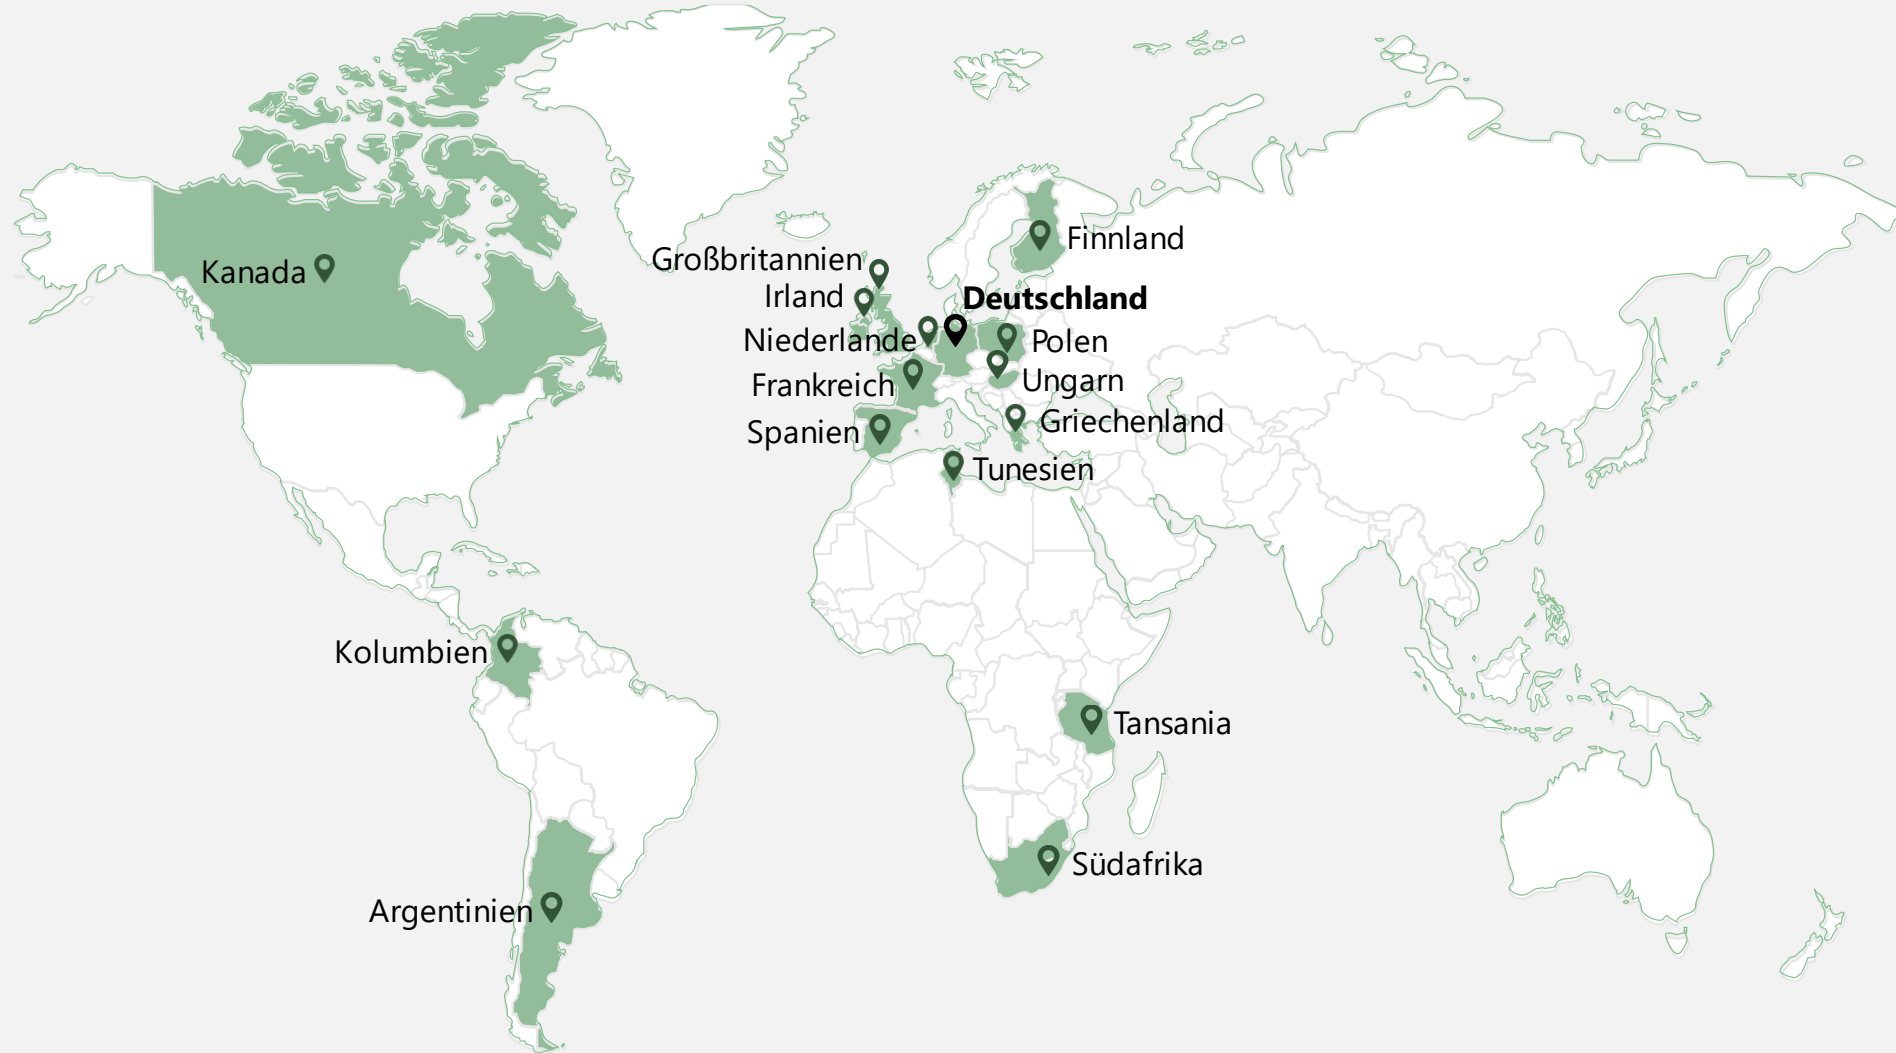 Finnland
Großbritannien
Kanada
Irland
Deutschland
Niederlande
Polen
Frankreich
Ungarn
Spanien
Griechenland
Tunesien
Kolumbien
Tansania
Südafrika
Argentinien